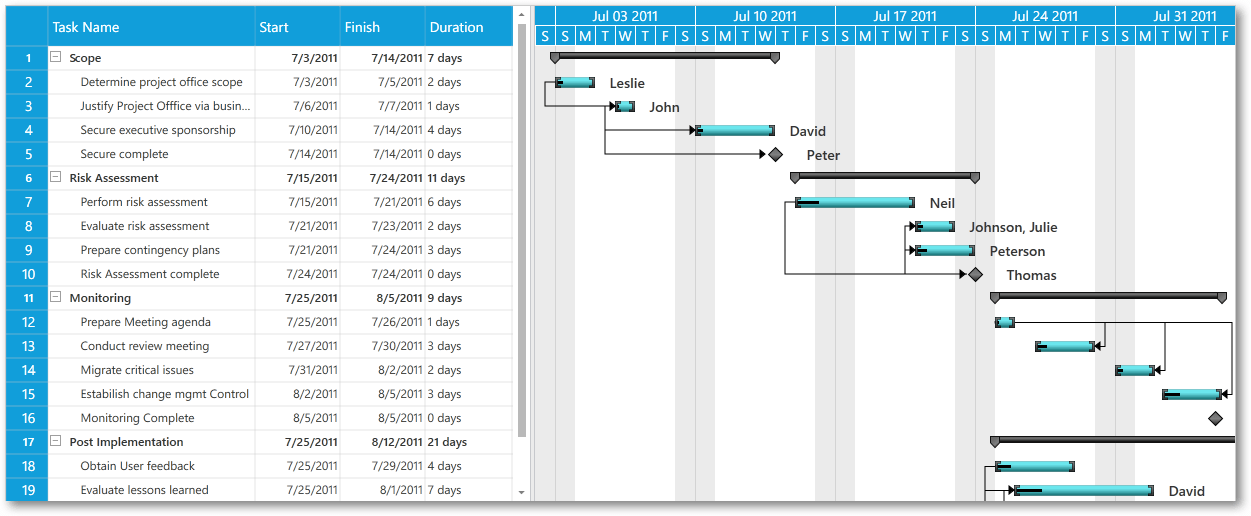 Task Name Start Finish Duration Jul 03 2011 Jul 10 2011 Jul 17 2011 Jul 24 2011 Jul 31 2011
S S M T W T F S S M T W T F S S M T W T F S S M T W T F S S M T W T F
1 Scope 7/3/2011 7/14/2011 7 days
2 Determine project office scope 7/3/2011 7/5/2011 2 days Leslie
3 Justify Project Offfice via busin... 7/6/2011 7/7/2011 1 days John
4 Secure executive sponsorship 7/10/2011 7/14/2011 4 days David
5 Secure complete 7/14/2011 7/14/2011 0 days Peter
6 Risk Assessment 7/15/2011 7/24/2011 11 days
7 Perform risk assessment 7/15/2011 7/21/2011 6 days Neil
8 Evaluate risk assessment 7/21/2011 7/23/2011 2 days Johnson, Julie
9 Prepare contingency plans 7/21/2011 7/24/2011 3 days Peterson
10 Risk Assessment complete 7/24/2011 7/24/2011 0 days Thomas
11 Monitoring 7/25/2011 8/5/2011 9 days
12 Prepare Meeting agenda 7/25/2011 7/26/2011 1 days
13 Conduct review meeting 7/27/2011 7/30/2011 3 days
14 Migrate critical issues 7/31/2011 8/2/2011 2 days
15 Estabilish change mgmt Control 8/2/2011 8/5/2011 3 days
16 Monitoring Complete 8/5/2011 8/5/2011 0 days
17 Post Implementation 7/25/2011 8/12/2011 21 days
18 Obtain User feedback 7/25/2011 7/29/2011 4 days
19 Evaluate lessons learned 7/25/2011 8/1/2011 7 days David